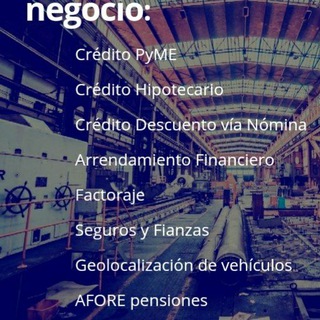 negocio:
Crédito PyME
Crédito Hipotecario
Crédito Descuento vía Nómina
Arrendamiento Financiero
Factoraje
Seguros y Fianzas
Geolocalización de vehículos
AFORE pensiones